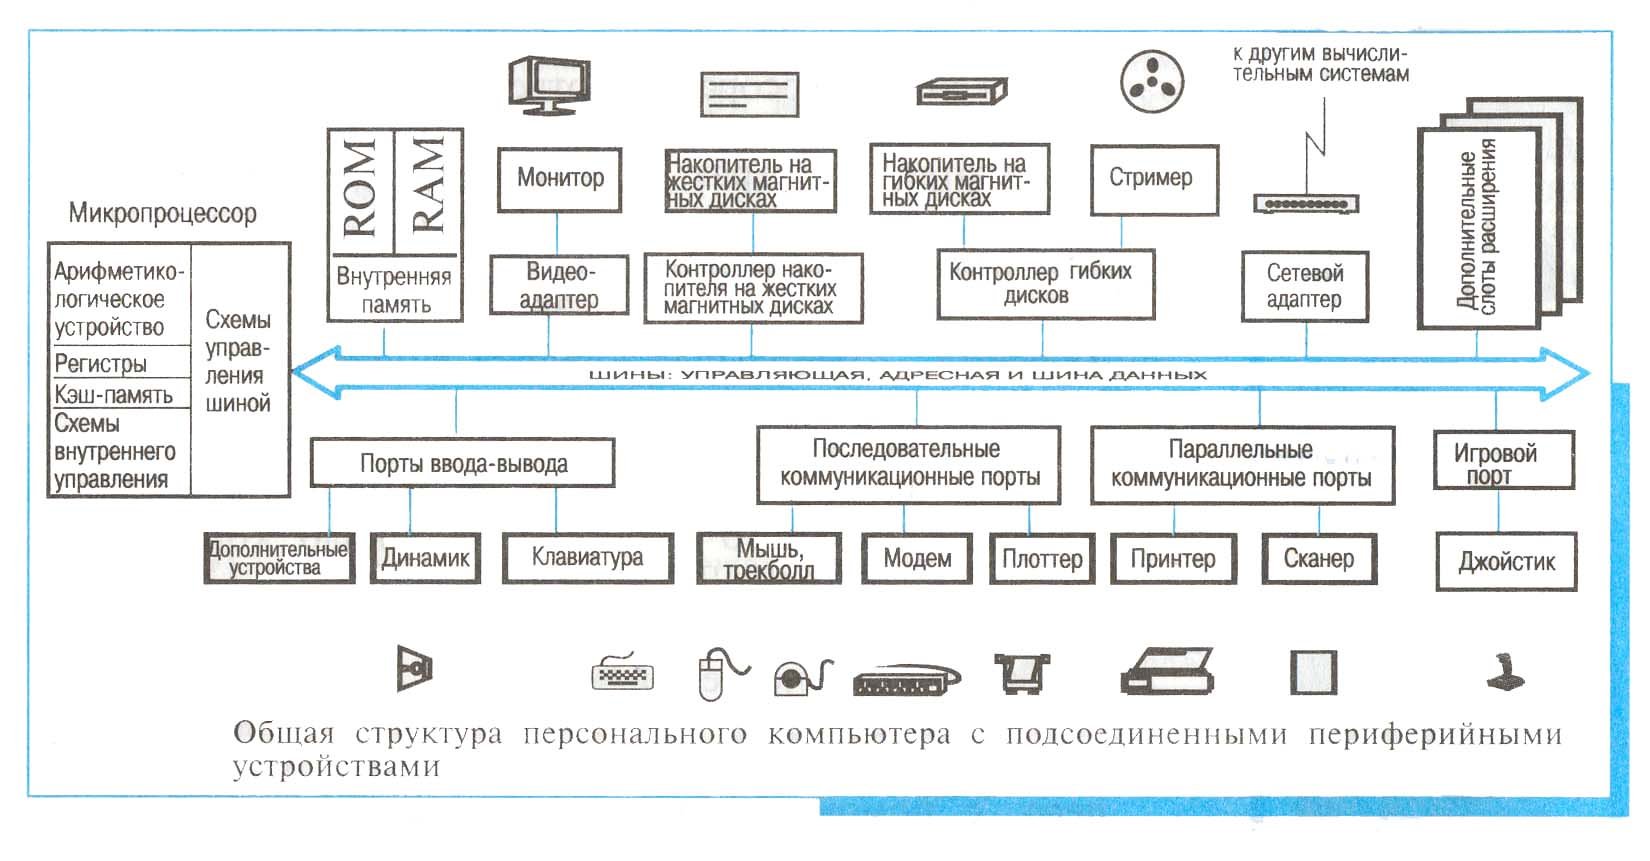 к другим вычисли-
тельным системам
ROM
RAM
Внутренняя
память
Монитор
Накопитель на
жестких магнит-
ных дисках
Накопитель на
гибких магнит-
ных дисках
Стример
Дополнительные
слоты расширения
Микропроцессор
Арифметико-
логическое
устройство
Регистры
Кэш-память
Схемы
внутреннего
управления
Схемы
управ-
ления
шиной
Видео-
адаптер
Контроллер нако-
пителя на жестких
магнитных дисках
Контроллер гибких
дисков
Сетевой
адаптер
ШИНЫ: УПРАВЛЯЮЩАЯ, АДРЕСНАЯ И ШИНА ДАННЫХ
Порты ввода-вывода
Последовательные
коммуникационные порты
Параллельные
коммуникационные порты
Игровой
порт
Дополнительные
устройства
Динамик
Клавиатура
Мышь,
трекболл
Модем
Плоттер
Принтер
Сканер
Джойстик
Общая структура персонального компьютера с подсоединенными периферийными
устройствами